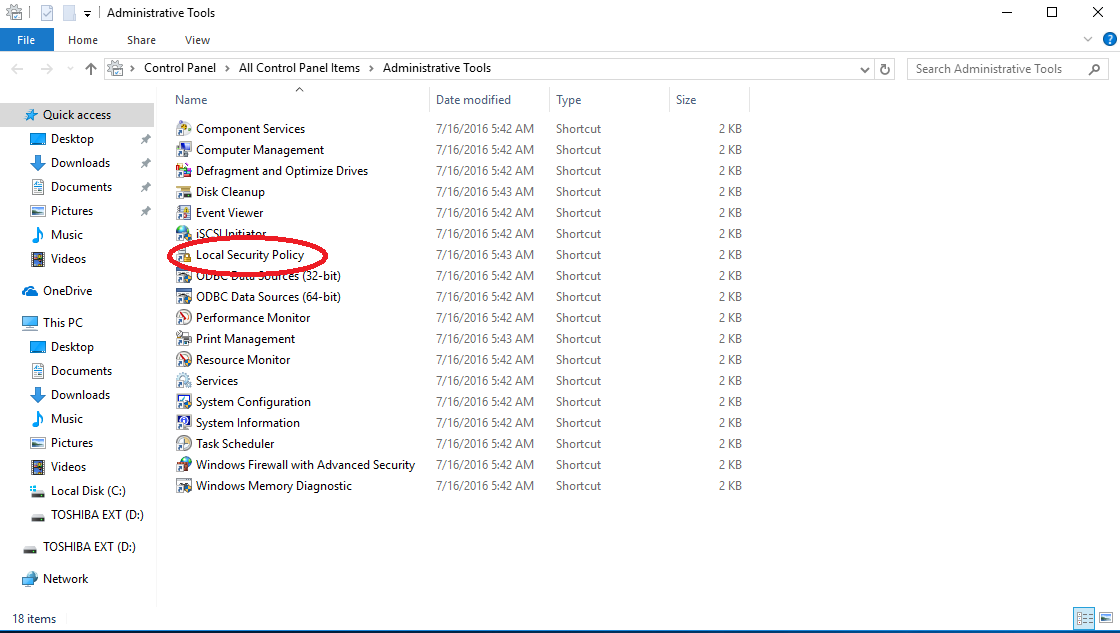 Administrative Tools
File Home Share View
Control Panel > All Control Panel Items > Administrative Tools
Search Administrative Tools
Name Date modified Type Size
Quick access
Desktop
Downloads
Documents
Pictures
Music
Videos
OneDrive
This PC
Desktop
Documents
Downloads
Music
Pictures
Videos
Local Disk (C:)
TOSHIBA EXT (D:)
TOSHIBA EXT (D:)
Network
Component Services 7/16/2016 5:42 AM Shortcut 2 KB
Computer Management 7/16/2016 5:42 AM Shortcut 2 KB
Defragment and Optimize Drives 7/16/2016 5:42 AM Shortcut 2 KB
Disk Cleanup 7/16/2016 5:43 AM Shortcut 2 KB
Event Viewer 7/16/2016 5:42 AM Shortcut 2 KB
iSCSI Initiator 7/16/2016 5:42 AM Shortcut 2 KB
Local Security Policy 7/16/2016 5:43 AM Shortcut 2 KB
ODBC Data Sources (32-bit) 7/16/2016 5:42 AM Shortcut 2 KB
ODBC Data Sources (64-bit) 7/16/2016 5:42 AM Shortcut 2 KB
Performance Monitor 7/16/2016 5:42 AM Shortcut 2 KB
Print Management 7/16/2016 5:43 AM Shortcut 2 KB
Resource Monitor 7/16/2016 5:42 AM Shortcut 2 KB
Services 7/16/2016 5:42 AM Shortcut 2 KB
System Configuration 7/16/2016 5:42 AM Shortcut 2 KB
System Information 7/16/2016 5:42 AM Shortcut 2 KB
Task Scheduler 7/16/2016 5:42 AM Shortcut 2 KB
Windows Firewall with Advanced Security 7/16/2016 5:42 AM Shortcut 2 KB
Windows Memory Diagnostic 7/16/2016 5:42 AM Shortcut 2 KB
18 items